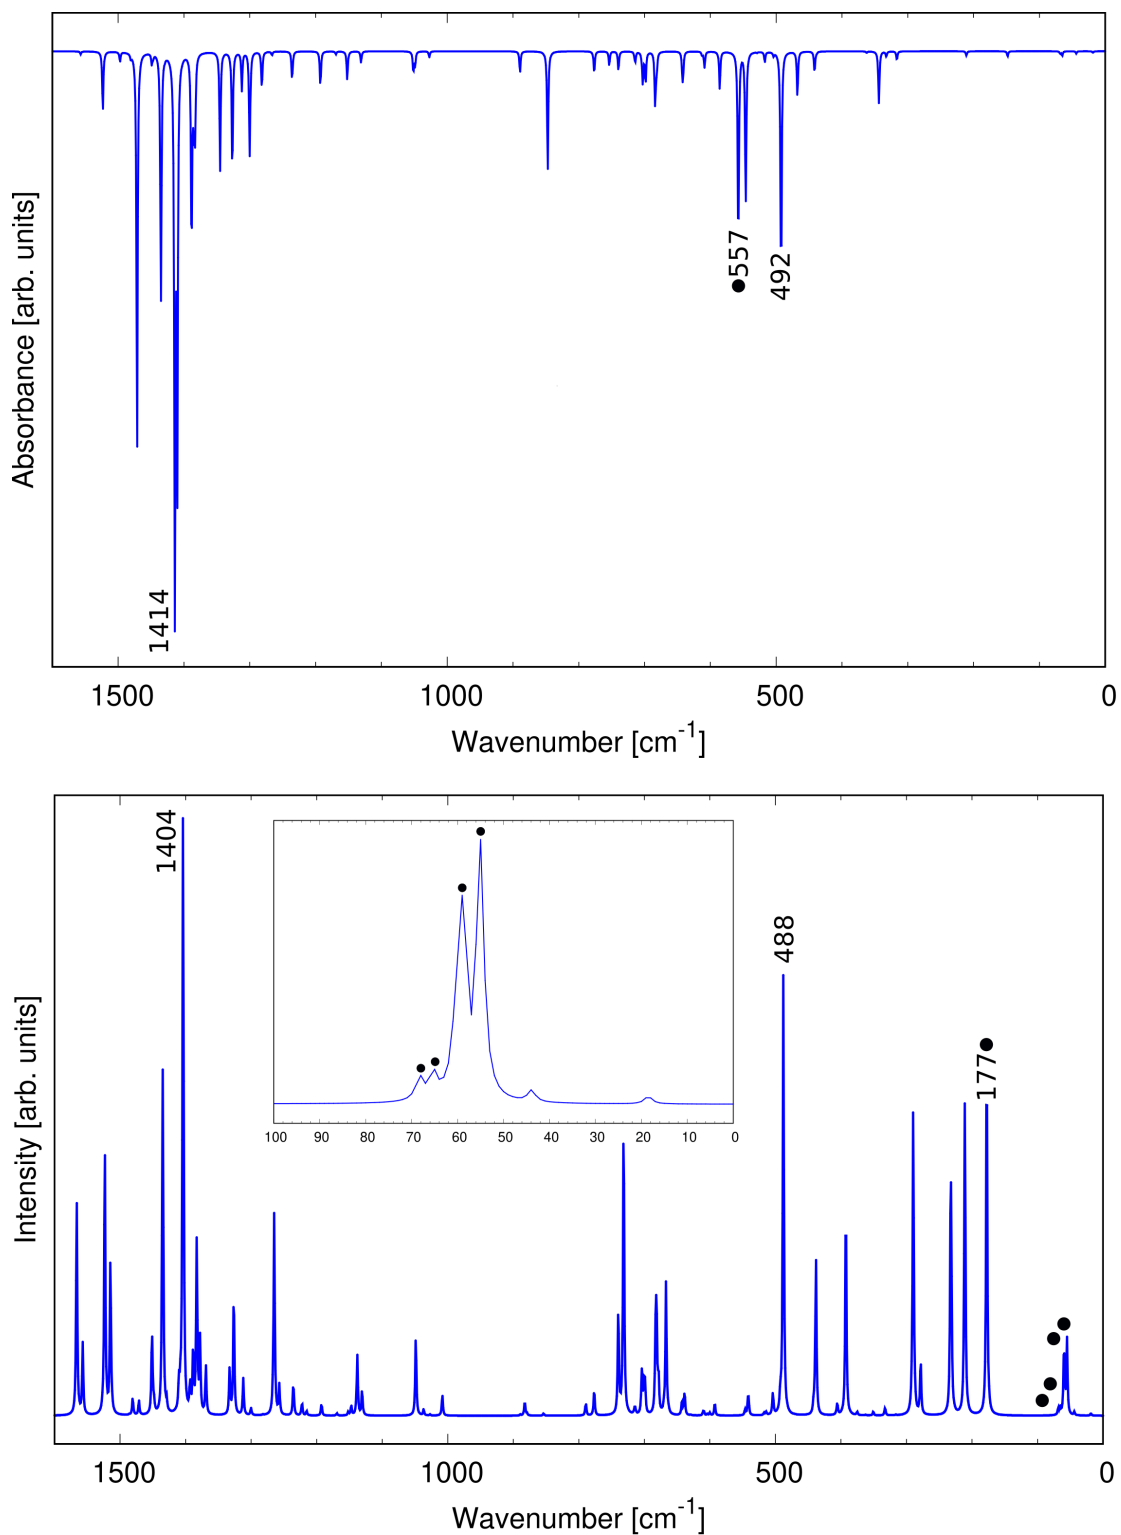 Absorbance [arb. units]
1414
●557
492
1500 1000 500 0
Wavenumber [cm⁻¹]
Intensity [arb. units]
1404
488
177●
100 90 80 70 60 50 40 30 20 10 0
1500 1000 500 0
Wavenumber [cm⁻¹]